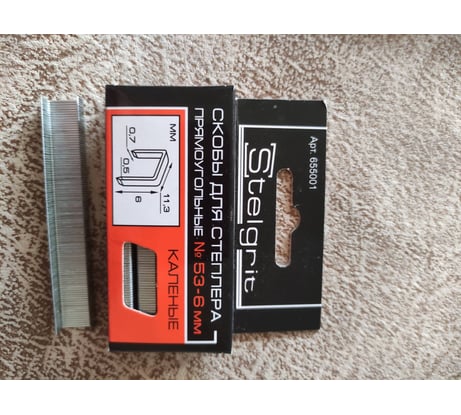 Stelgrit
Арт. 655001
СКОБЫ ДЛЯ СТЕПЛЕРА
ПРЯМОУГОЛЬНЫЕ № 53-6 ММ
КАЛЕНЫЕ
ММ
0,7
0,5
6
11,3